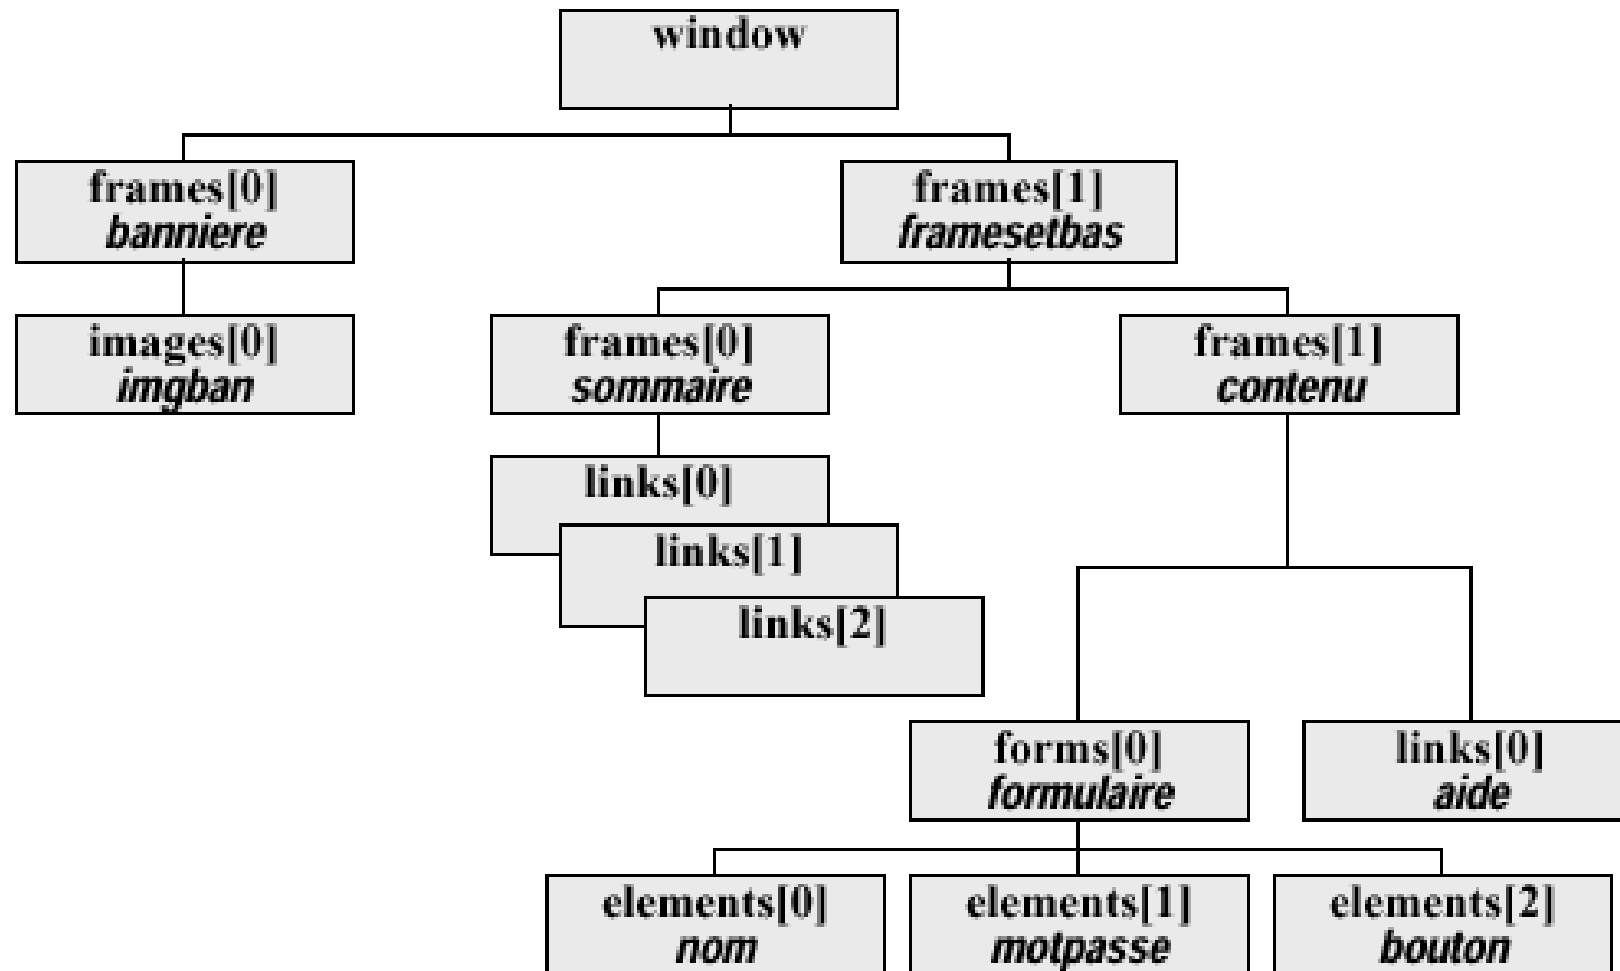 window
frames[0]
banniere
frames[1]
framesetbas
images[0]
imgban
frames[0]
sommaire
frames[1]
contenu
links[0]
links[1]
links[2]
forms[0]
formulaire
links[0]
aide
elements[0]
nom
elements[1]
motpasse
elements[2]
bouton